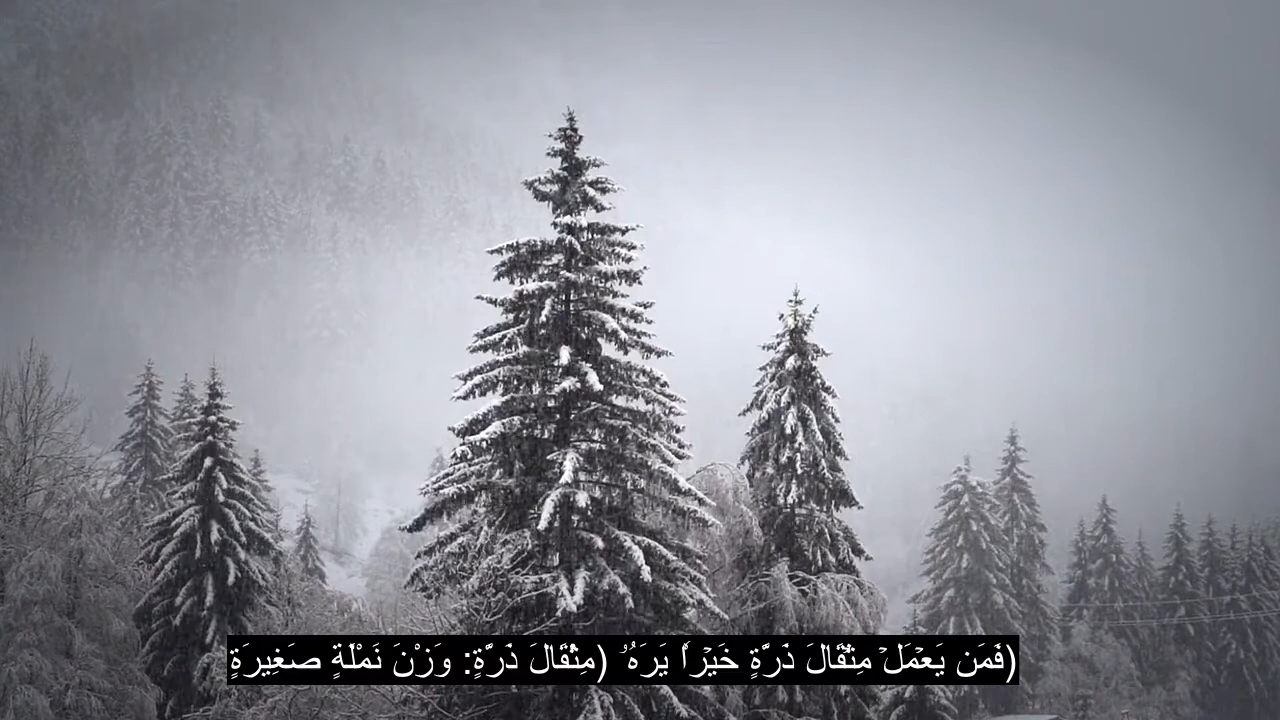 (فَمَن يَعۡمَلۡ مِثۡقَالَ ذَرَّةٍ خَيۡرٗا يَرَهُۥ (مِثْقَالَ ذَرَّةٍ: وَزْنَ نَمْلَةٍ صَغِيرَةٍ